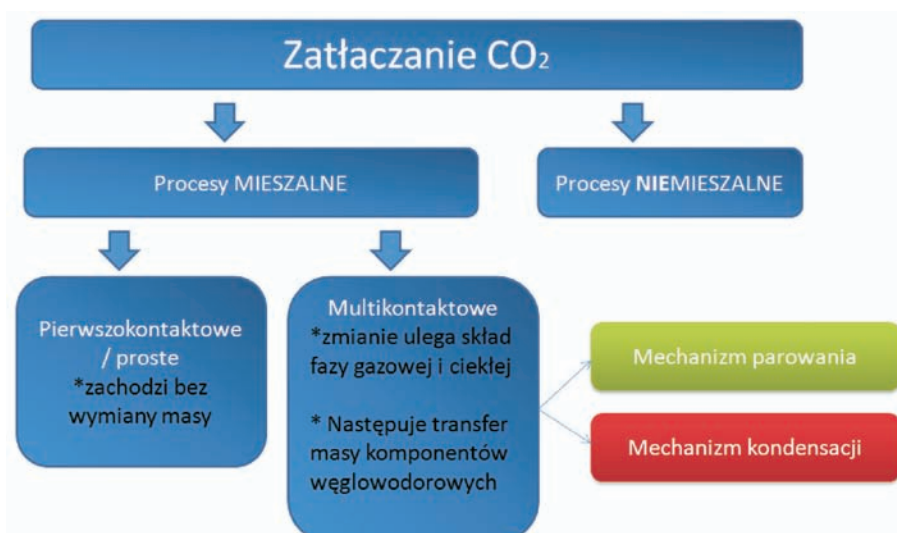 Zatłaczanie CO₂
Procesy MIESZALNE
Procesy NIEMIESZALNE
Pierwszokontaktowe
/ proste
*zachodzi bez
wymiany masy
Multikontaktowe
*zmianie ulega skład
fazy gazowej i ciekłej
* Następuje transfer
masy komponentów
węglowodorowych
Mechanizm parowania
Mechanizm kondensacji